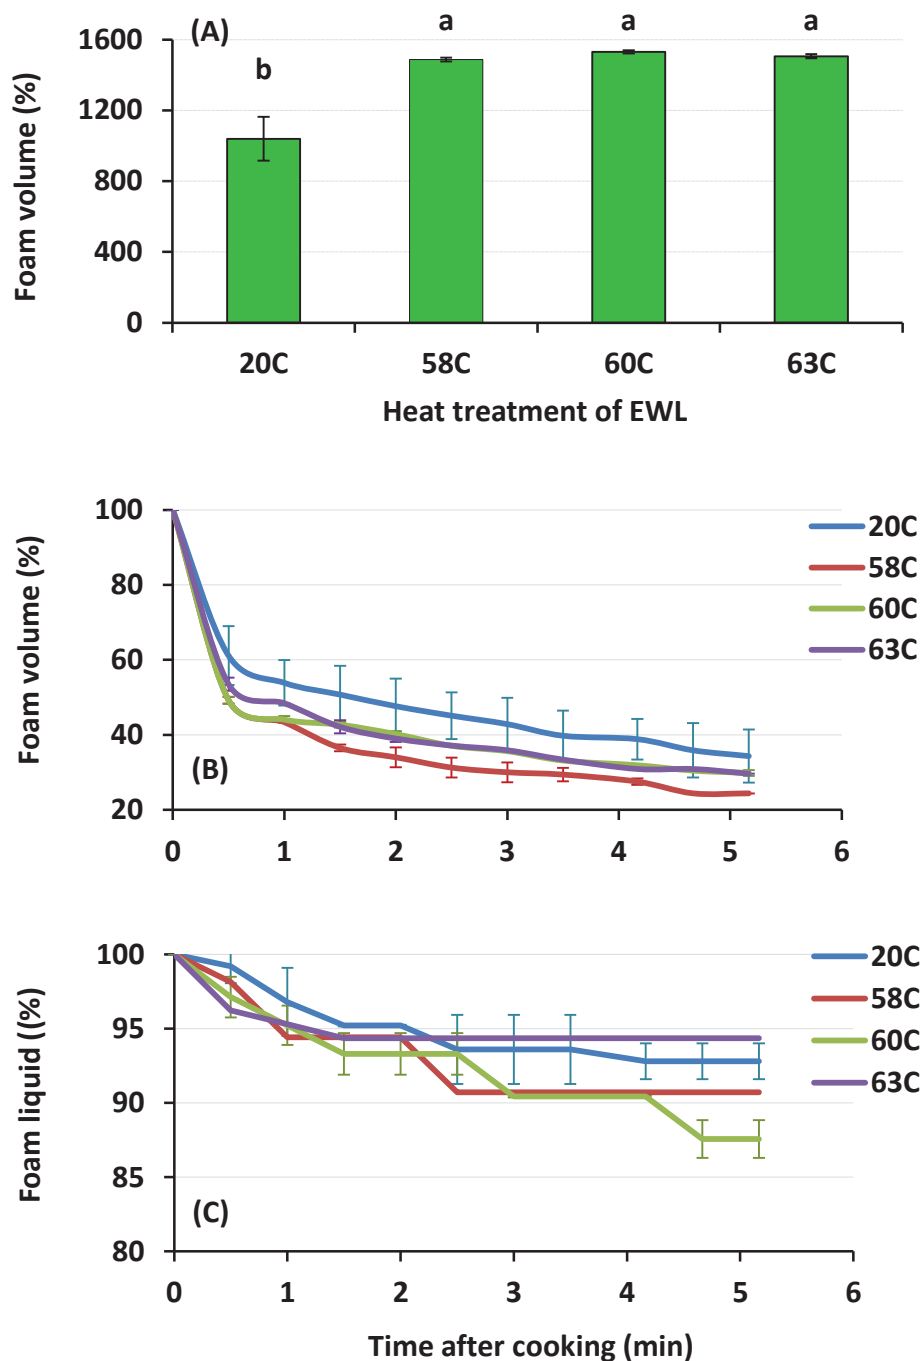 (A)
a
a
a
b
1600
1200
800
400
0
Foam volume (%)
20C
58C
60C
63C
Heat treatment of EWL
100
80
60
40
20
Foam volume (%)
(B)
20C
58C
60C
63C
0 1 2 3 4 5 6
100
95
90
85
80
Foam liquid ((%)
(C)
20C
58C
60C
63C
0 1 2 3 4 5 6
Time after cooking (min)